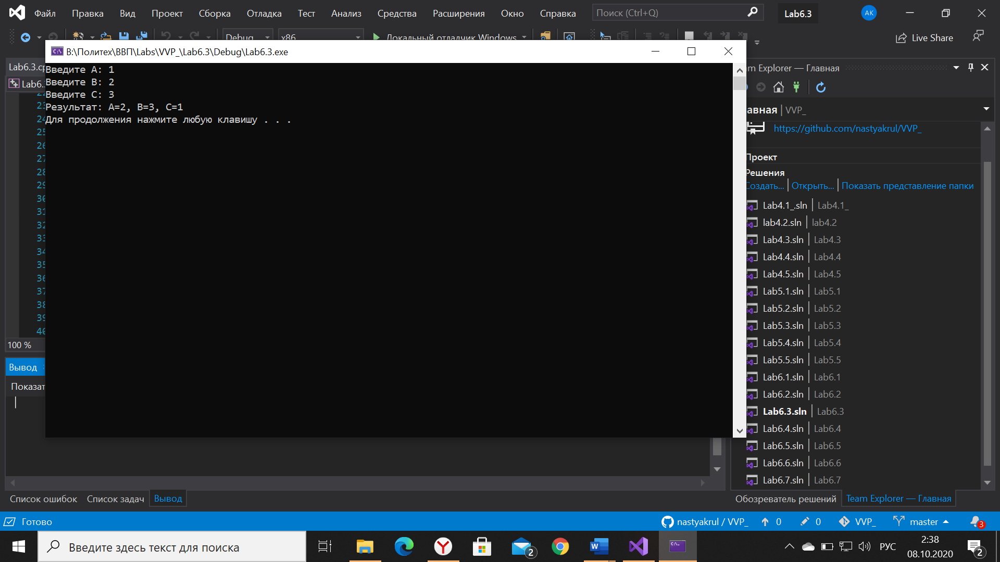 Файл Правка Вид Проект Сборка Отладка Тест Анализ Средства Расширения Окно Справка Поиск (Ctrl+Q) Lab6.3 AK
Debug x86 Локальный отладчик Windows Live Share
B:\Политех\ВВП\Labs\VVP_\Lab6.3\Debug\Lab6.3.exe
Введите A: 1
Введите B: 2
Введите C: 3
Результат: A=2, B=3, C=1
Для продолжения нажмите любую клавишу . . .
Lab6.3.cp
Lab6.
23
24
25
26
27
28
29
30
31
32
33
34
35
36
37
38
39
40
100 %
Вывод
Показат
am Explorer — Главная
авная | VVP_
https://github.com/nastyakrul/VVP_
Проект
Решения
Создать... | Открыть... | Показать представление папки
Lab4.1_.sln | Lab4.1_
lab4.2.sln | lab4.2
Lab4.3.sln | Lab4.3
Lab4.4.sln | Lab4.4
Lab4.5.sln | Lab4.5
Lab5.1.sln | Lab5.1
Lab5.2.sln | Lab5.2
Lab5.3.sln | Lab5.3
Lab5.4.sln | Lab5.4
Lab5.5.sln | Lab5.5
Lab6.1.sln | Lab6.1
Lab6.2.sln | Lab6.2
Lab6.3.sln | Lab6.3
Lab6.4.sln | Lab6.4
Lab6.5.sln | Lab6.5
Lab6.6.sln | Lab6.6
Lab6.7.sln | Lab6.7
Список ошибок Список задач Вывод
Обозреватель решений Team Explorer — Главная
Готово nastyakrul / VVP_ 0 0 VVP_ master 3
Введите здесь текст для поиска 2 РУС 2:38 2
08.10.2020